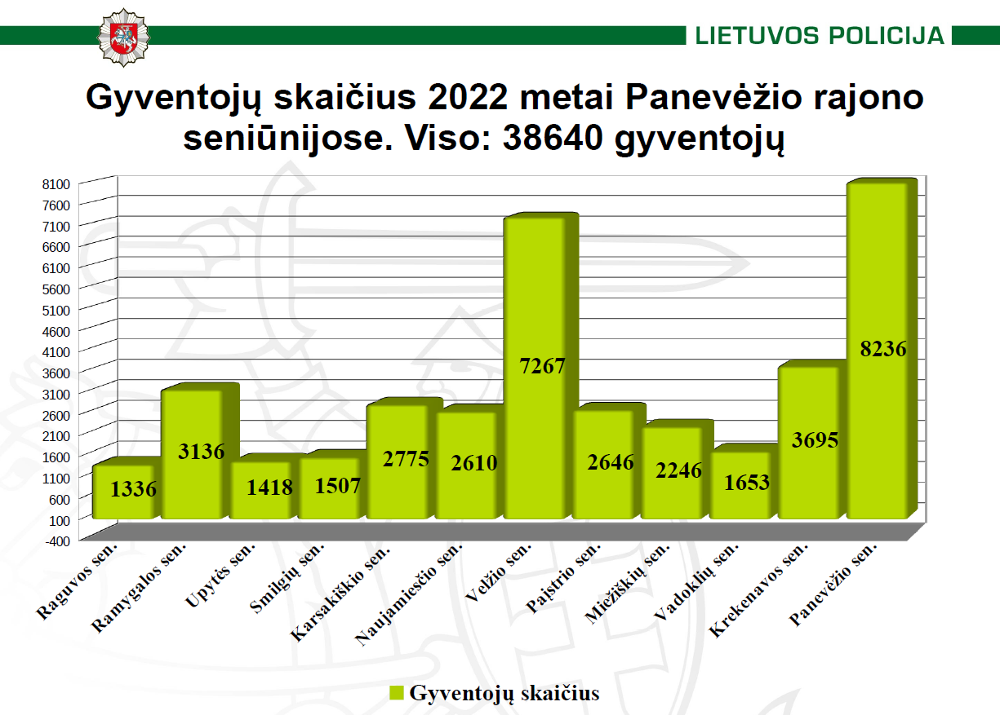 LIETUVOS POLICIJA
Gyventojų skaičius 2022 metai Panevėžio rajono
seniūnijose. Viso: 38640 gyventojų
8100
7600
7100
6600
6100
5600
5100
4600
4100
3600
3100
2600
2100
1600
1100
600
100
-400
1336
3136
1418
1507
2775
2610
7267
2646
2246
1653
3695
8236
Raguvos sen.
Ramygalos sen.
Upytės sen.
Smilgių sen.
Karsakiškio sen.
Naujamiesčio sen.
Velžio sen.
Paįstrio sen.
Miežiškių sen.
Vadoklių sen.
Krekenavos sen.
Panevėžio sen.
Gyventojų skaičius